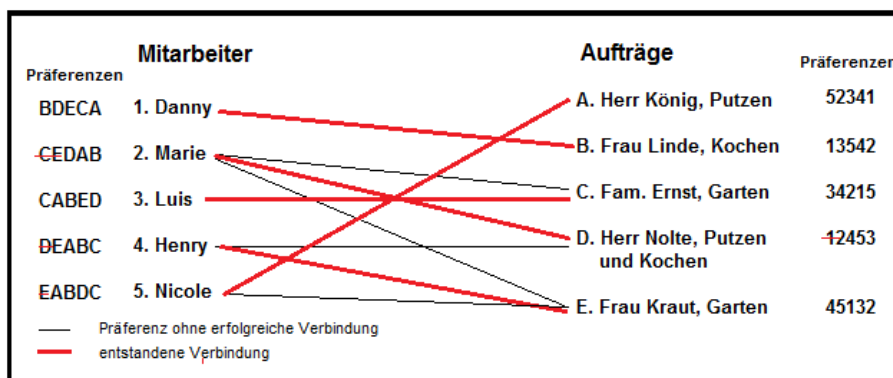 Mitarbeiter Aufträge
Präferenzen Präferenzen
BDECA 1. Danny A. Herr König, Putzen 52341
CEDAB 2. Marie B. Frau Linde, Kochen 13542
CABED 3. Luis C. Fam. Ernst, Garten 34215
DEABC 4. Henry D. Herr Nolte, Putzen 12453
und Kochen
EABDC 5. Nicole E. Frau Kraut, Garten 45132
Präferenz ohne erfolgreiche Verbindung
entstandene Verbindung